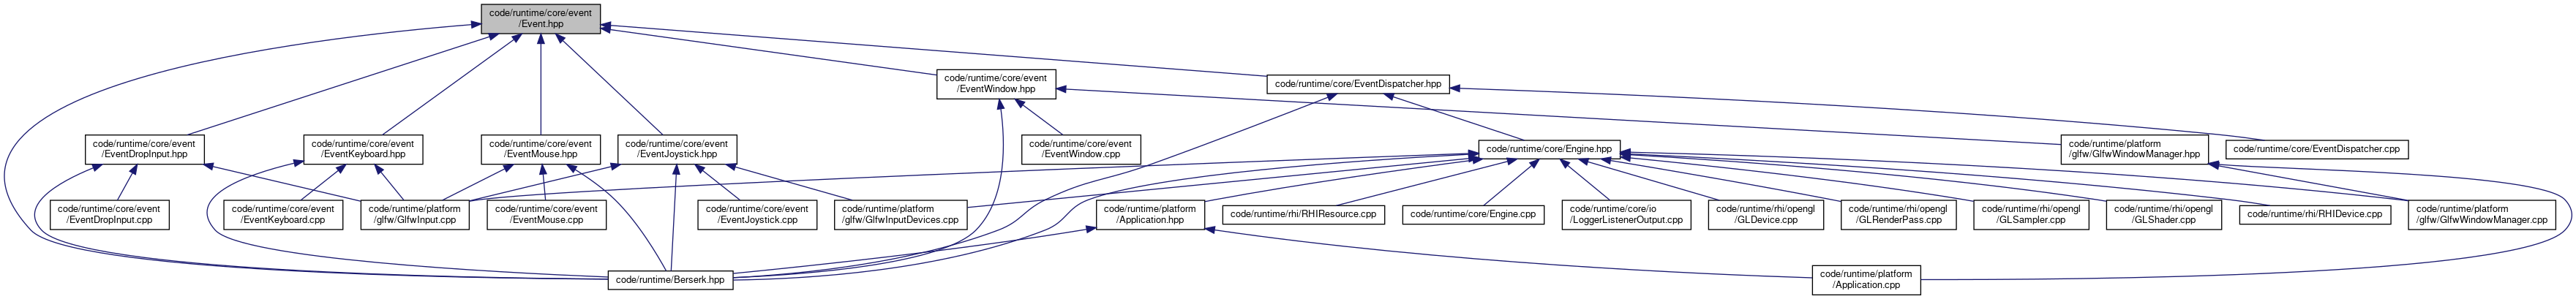 code/runtime/core/event
/Event.hpp
code/runtime/core/event
/EventWindow.hpp
code/runtime/core/EventDispatcher.hpp
code/runtime/core/event
/EventDropInput.hpp
code/runtime/core/event
/EventKeyboard.hpp
code/runtime/core/event
/EventMouse.hpp
code/runtime/core/event
/EventJoystick.hpp
code/runtime/core/event
/EventWindow.cpp
code/runtime/core/Engine.hpp
code/runtime/platform
/glfw/GlfwWindowManager.hpp
code/runtime/core/EventDispatcher.cpp
code/runtime/core/event
/EventDropInput.cpp
code/runtime/core/event
/EventKeyboard.cpp
code/runtime/platform
/glfw/GlfwInput.cpp
code/runtime/core/event
/EventMouse.cpp
code/runtime/core/event
/EventJoystick.cpp
code/runtime/platform
/glfw/GlfwInputDevices.cpp
code/runtime/platform
/Application.hpp
code/runtime/rhi/RHIResource.cpp
code/runtime/core/Engine.cpp
code/runtime/core/io
/LoggerListenerOutput.cpp
code/runtime/rhi/opengl
/GLDevice.cpp
code/runtime/rhi/opengl
/GLRenderPass.cpp
code/runtime/rhi/opengl
/GLSampler.cpp
code/runtime/rhi/opengl
/GLShader.cpp
code/runtime/rhi/RHIDevice.cpp
code/runtime/platform
/glfw/GlfwWindowManager.cpp
code/runtime/Berserk.hpp
code/runtime/platform
/Application.cpp